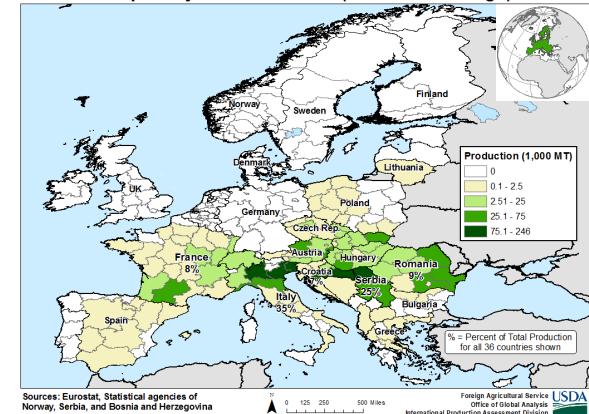 Finland
Norway
Sweden
Denmark
Lithuania
UK
Poland
Germany
Czech Rep.
Austria
Hungary
France
8%
Romania
9%
Croatia
7%
Serbia
25%
Italy
35%
Bulgaria
Spain
Greece
Production (1,000 MT)
0
0.1 - 2.5
2.51 - 25
25.1 - 75
75.1 - 246
% = Percent of Total Production
for all 36 countries shown
Sources: Eurostat, Statistical agencies of
Norway, Serbia, and Bosnia and Herzegovina
0 125 250 500 Miles
Foreign Agricultural Service
Office of Global Analysis
International Production Assessment Division
USDA